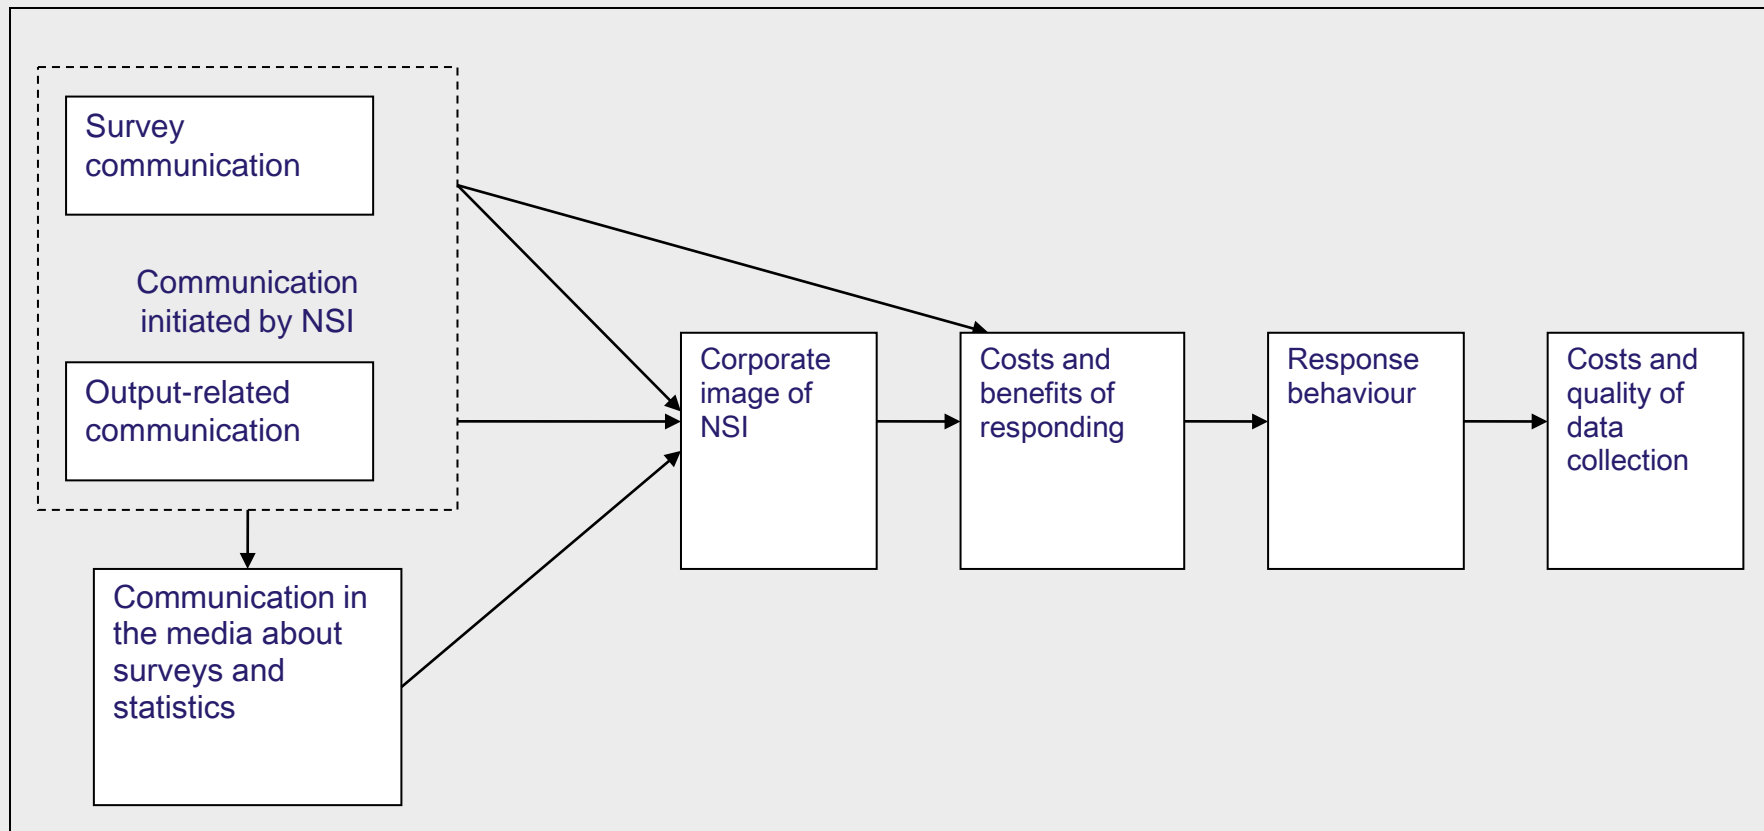 Survey
communication
Communication
initiated by NSI
Output-related
communication
Communication in
the media about
surveys and
statistics
Corporate
image of
NSI
Costs and
benefits of
responding
Response
behaviour
Costs and
quality of
data
collection